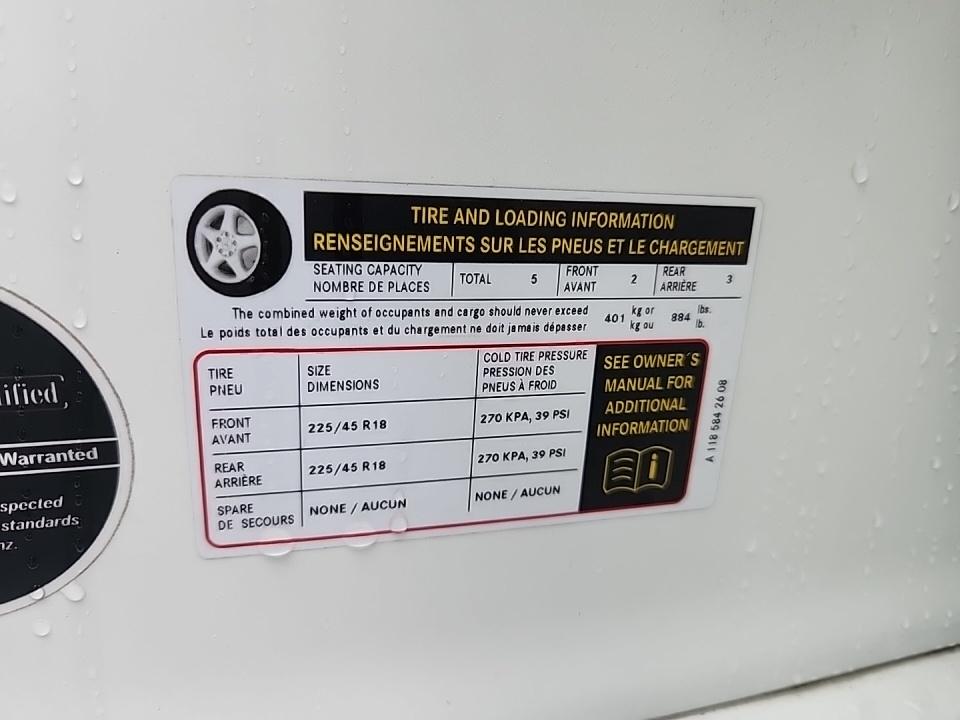 TIRE AND LOADING INFORMATION
RENSEIGNEMENTS SUR LES PNEUS ET LE CHARGEMENT
SEATING CAPACITY
NOMBRE DE PLACES
TOTAL 5
FRONT
AVANT
2
REAR
ARRIÈRE
3
The combined weight of occupants and cargo should never exceed
Le poids total des occupants et du chargement ne doit jamais dépasser
401
kg or
kg ou
884
lbs.
lb.
TIRE
PNEU
SIZE
DIMENSIONS
COLD TIRE PRESSURE
PRESSION DES
PNEUS À FROID
FRONT
AVANT
225/45 R18
270 KPA, 39 PSI
REAR
ARRIÈRE
225/45 R18
270 KPA, 39 PSI
SPARE
DE SECOURS
NONE / AUCUN
NONE / AUCUN
SEE OWNER´S
MANUAL FOR
ADDITIONAL
INFORMATION
i
A 118 584 26 08
ified
Warranted
spected
standards
nz.